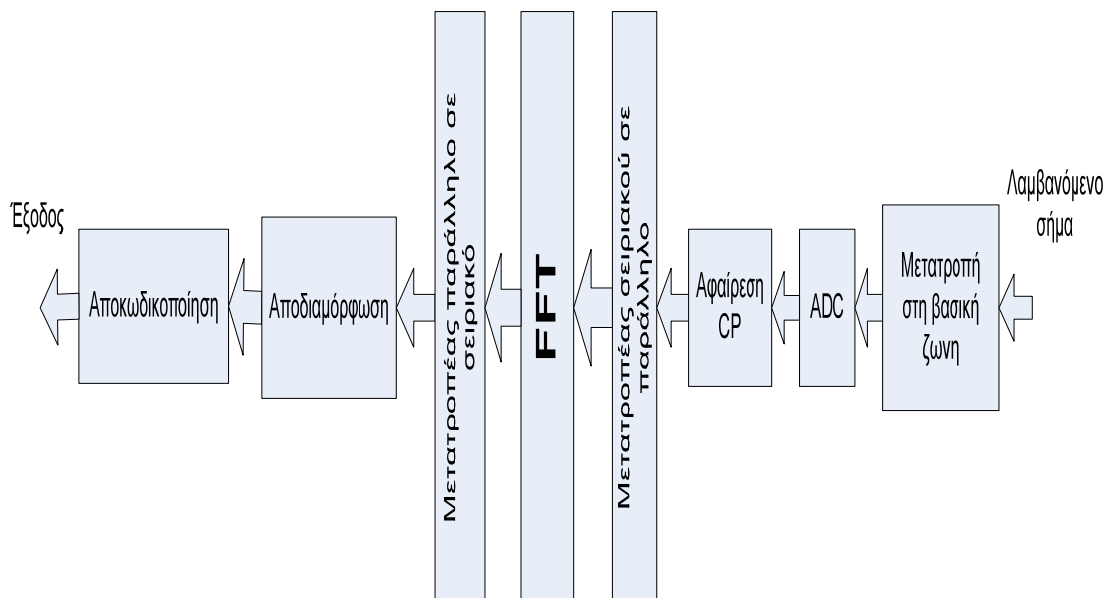 Έξοδος
Αποκωδικοποίηση
Αποδιαμόρφωση
Μετατροπέας παράλληλο σε
σειριακό
FFT
Μετατροπέας σειριακού σε
παράλληλο
Αφαίρεση
CP
ADC
Μετατροπή
στη βασική
ζωνη
Λαμβανόμενο
σήμα